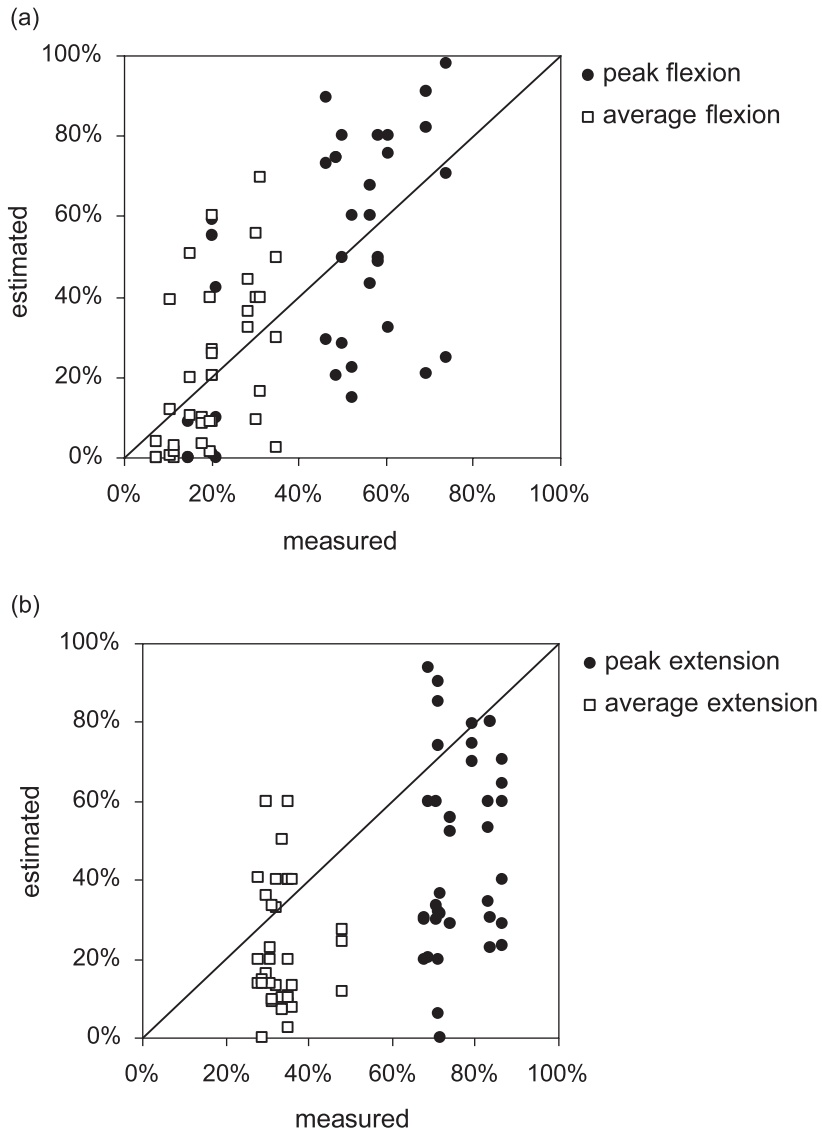 (a)
100%
80%
60%
40%
20%
0%
estimated
0% 20% 40% 60% 80% 100%
measured
peak flexion
average flexion
(b)
100%
80%
60%
40%
20%
0%
estimated
0% 20% 40% 60% 80% 100%
measured
peak extension
average extension